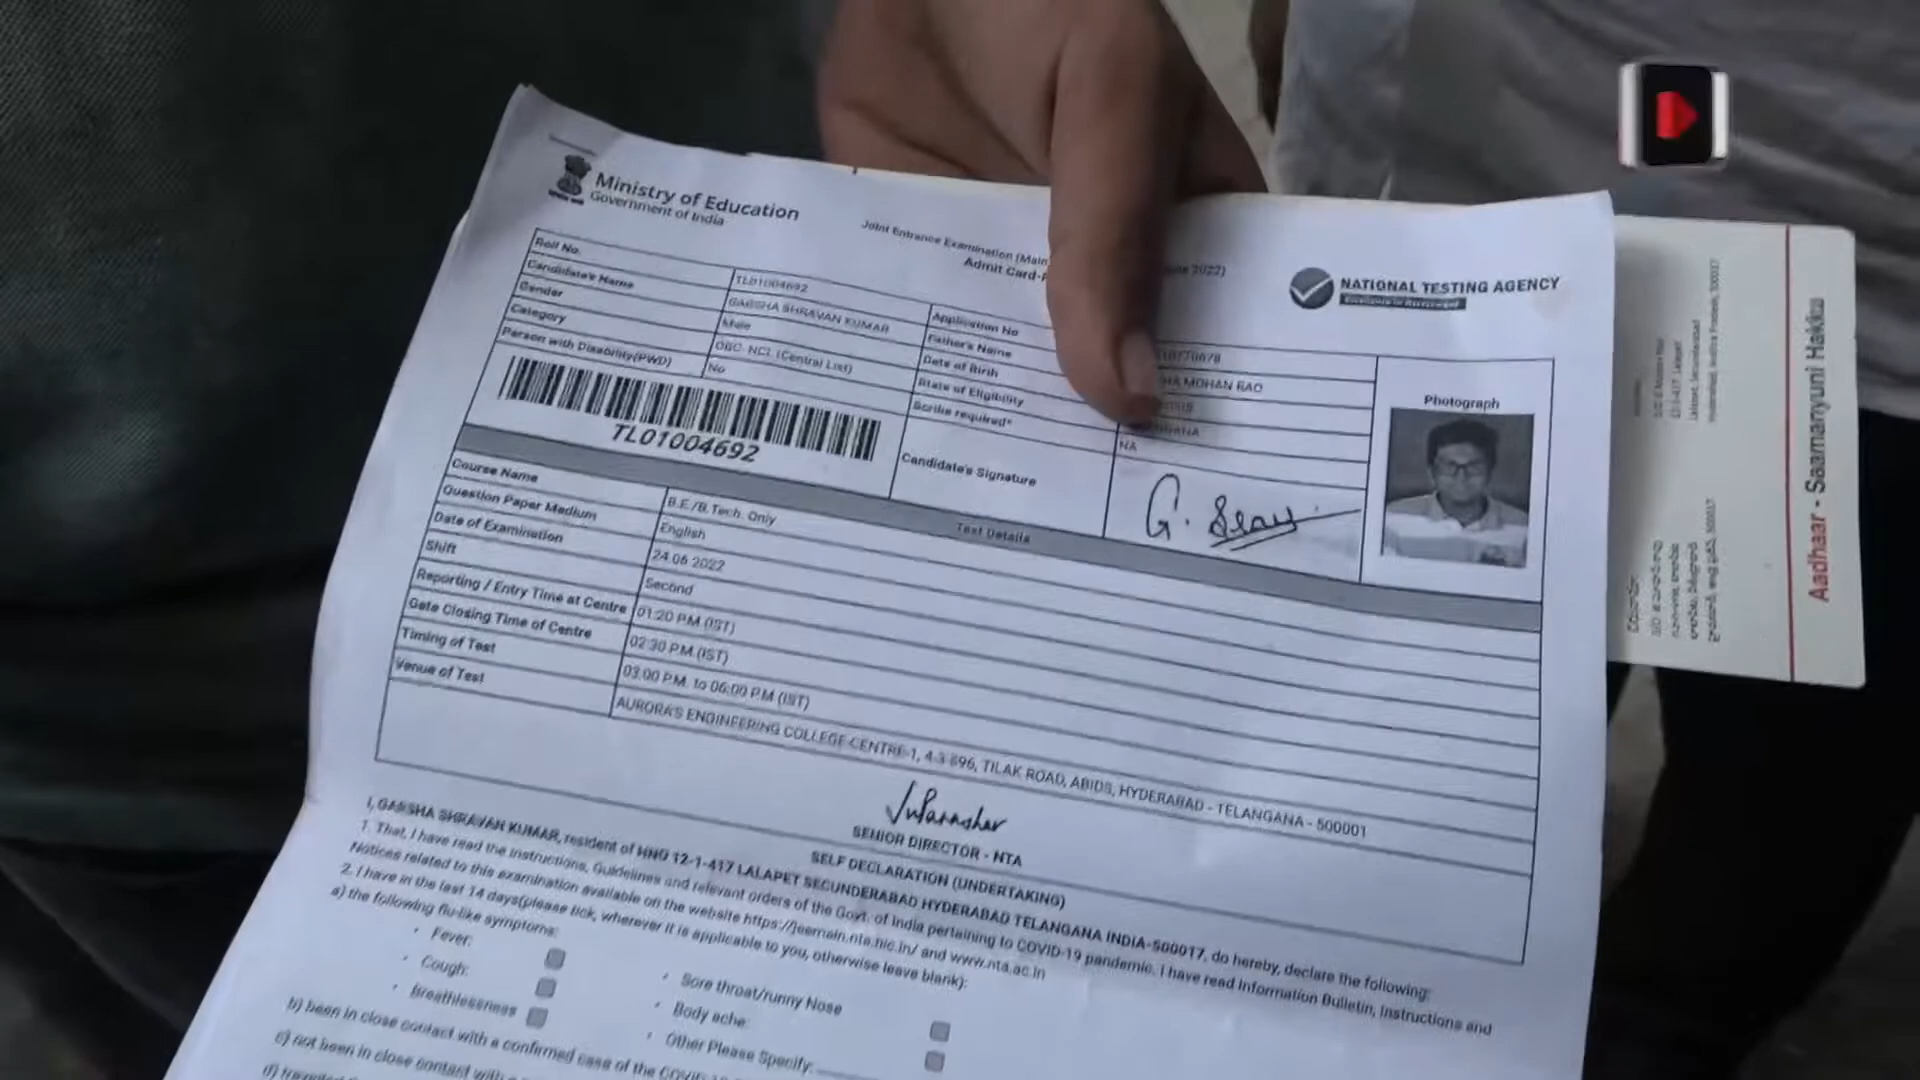 Ministry of Education
Government of India
Joint Entrance Examination (Main
Admit Card-
2022)
NATIONAL TESTING AGENCY
Excellence in Assessment
Roll No. TL01004692 Application No 10770678
Candidate's Name GABSHA SHRAVAN KUMAR Father's Name HA MOHAN RAO
Gender Male Date of Birth
Category OBC- NCL (Central List) State of Eligibility NGANA
Person with Disability(PWD) No Scribe required* NA
TL01004692
Candidate's Signature
G.
Photograph
Test Details
Course Name B.E./B.Tech. Only
Question Paper Medium English
Date of Examination 24.06.2022
Shift Second
Reporting / Entry Time at Centre 01:20 P.M.(IST)
Gate Closing Time of Centre 02:30 P.M.(IST)
Timing of Test 03:00 P.M. to 06:00 P.M (IST)
Venue of Test AURORA'S ENGINEERING COLLEGE-CENTRE-1, 4-3-896, TILAK ROAD, ABIDS, HYDERABAD - TELANGANA - 500001
SENIOR DIRECTOR - NTA
SELF DECLARATION (UNDERTAKING)
I, GABSHA SHRAVAN KUMAR, resident of HNO 12-1-417 LALAPET SECUNDERABAD HYDERABAD TELANGANA INDIA-500017, do hereby, declare the following:
1. That, I have read the Instructions, Guidelines and relevant orders of the Govt. of India pertaining to COVID-19 pandemic. I have read Information Bulletin, Instructions and
Notices related to this examination available on the website https://jeemain.nta.nic.in/ and www.nta.ac.in
2. I have in the last 14 days(please tick, wherever it is applicable to you, otherwise leave blank):
a) the following flu-like symptoms:
Fever: Sore throat/runny Nose
Cough: Body ache:
Breathlessness Other Please Specify:
b) been in close contact with a confirmed case of the
c) not been in close contact with
Aadhaar - Saamanyuni Hakku